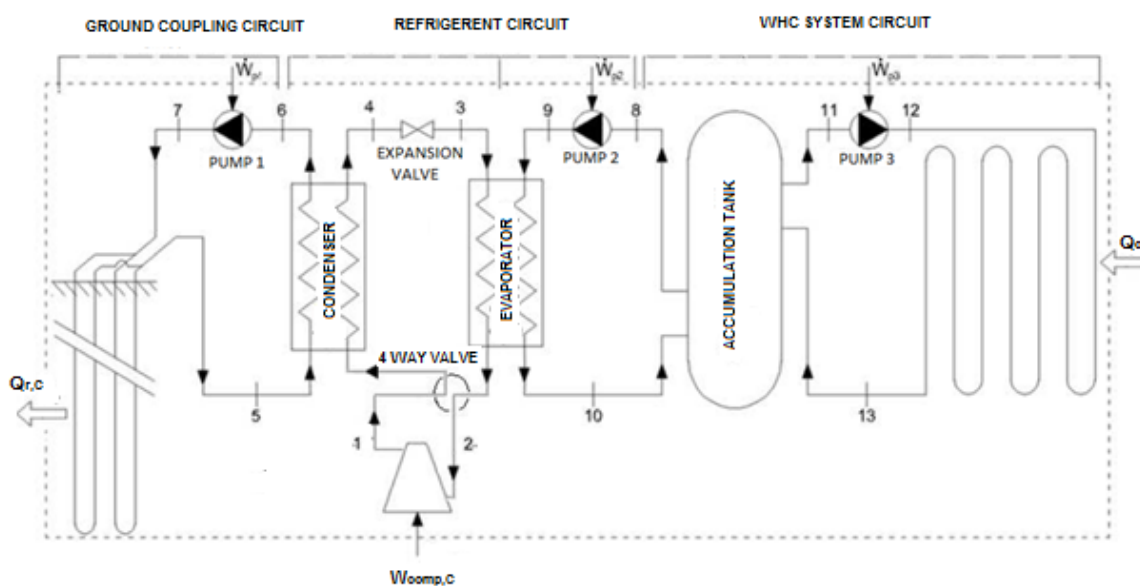 GROUND COUPLING CIRCUIT
REFRIGERENT CIRCUIT
WHC SYSTEM CIRCUIT
Ẇp1
Ẇp2
Ẇp3
7
6
4
3
9
8
11
12
PUMP 1
EXPANSION
VALVE
PUMP 2
PUMP 3
CONDENSER
EVAPORATOR
ACCUMULATION TANK
Qc
4 WAY VALVE
Qr,C
5
10
13
1
2
Wcomp,C